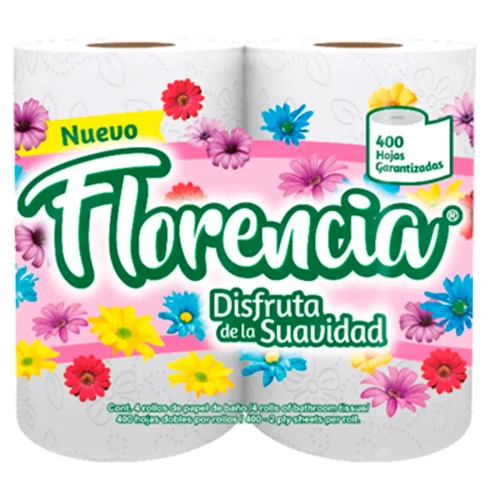 Nuevo
400
Hojas
Garantizadas
Florencia®
Disfruta
de la Suavidad
Cont. 4 rollos de papel de baño /4 rolls of bathroom tissue/
400 hojas dobles por rollos / 400 - 2 ply sheets per roll.